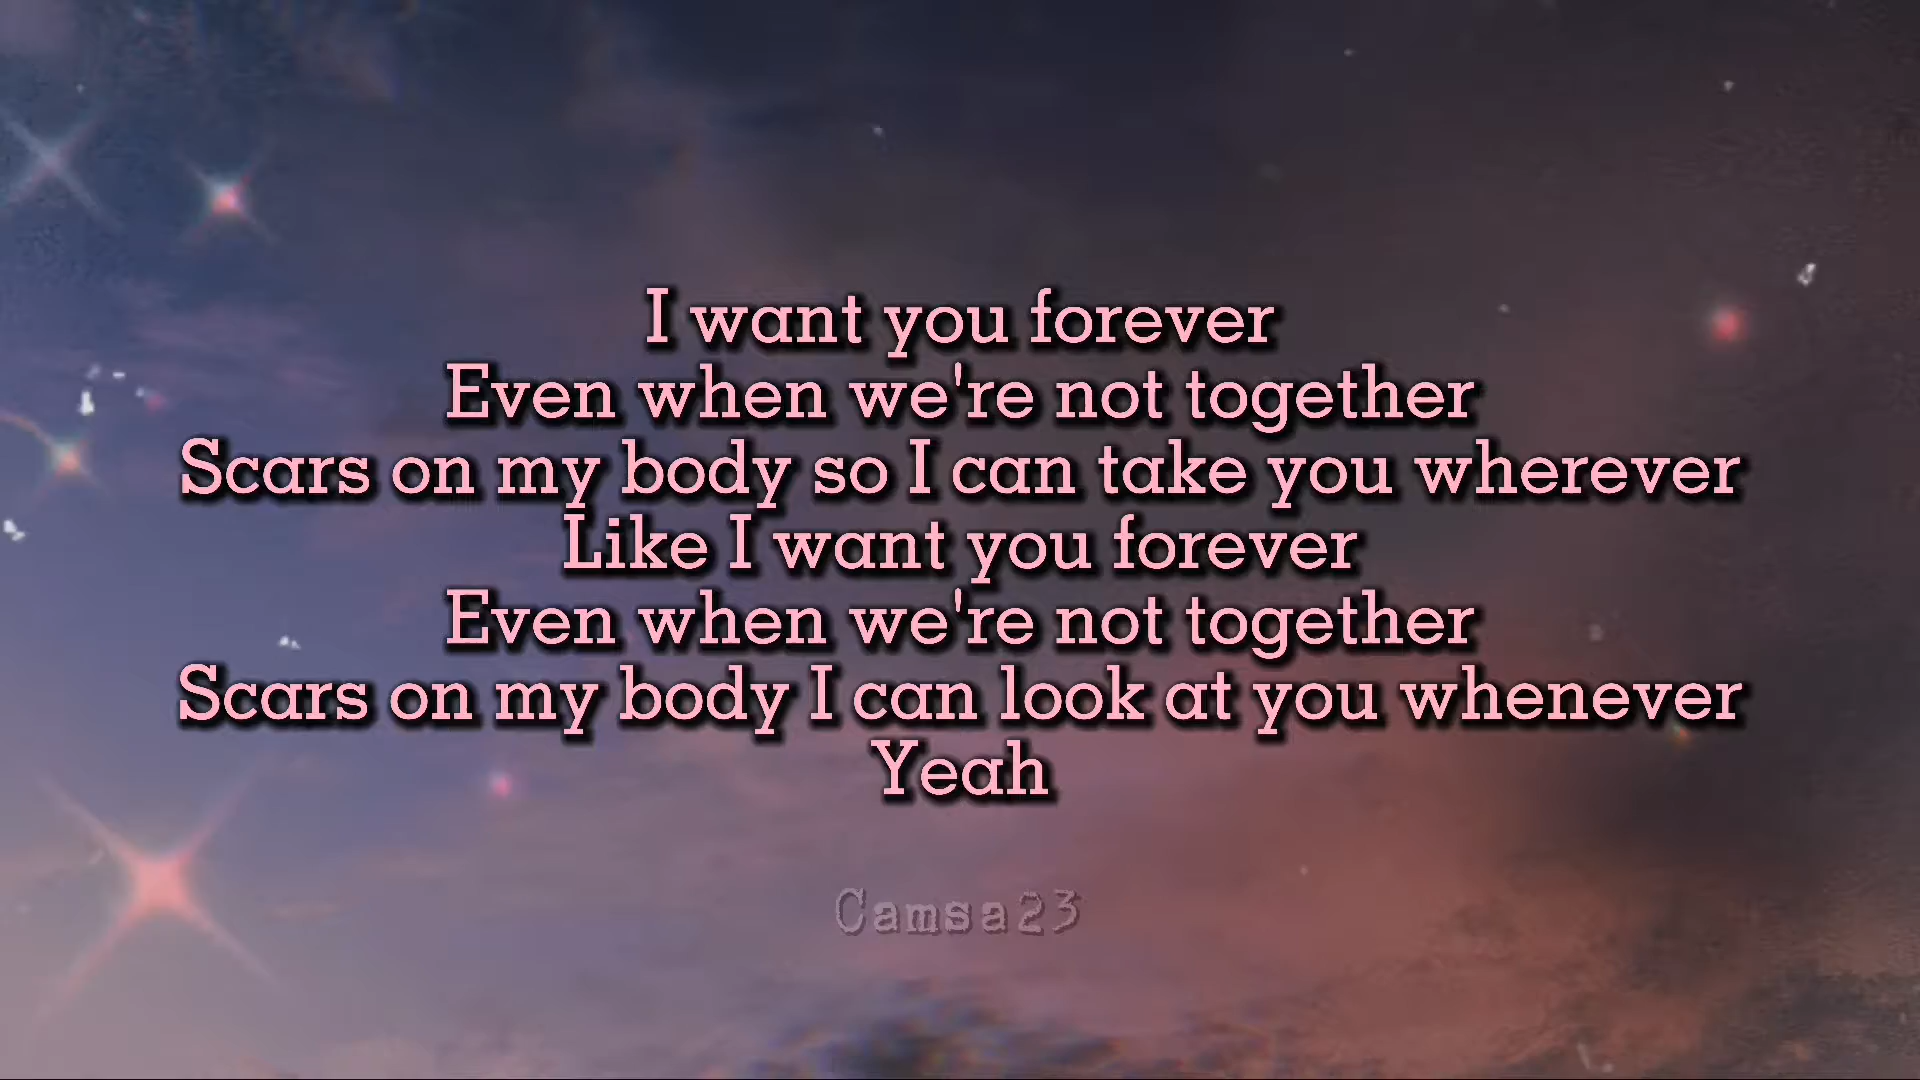 I want you forever
Even when we're not together
Scars on my body so I can take you wherever
Like I want you forever
Even when we're not together
Scars on my body I can look at you whenever
Yeah
Camsa23